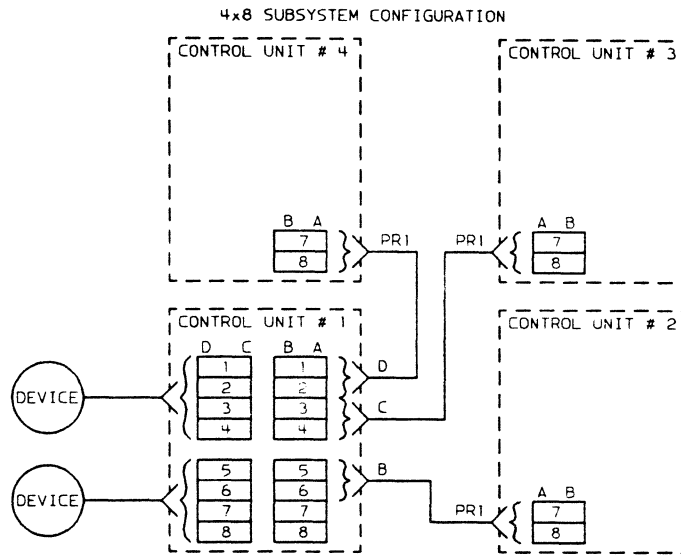 4x8 SUBSYSTEM CONFIGURATION
CONTROL UNIT # 4
CONTROL UNIT # 3
B A
7
8
PR1
PR1
A B
7
8
CONTROL UNIT # 1
CONTROL UNIT # 2
D C
B A
1
2
3
4
1
2
3
4
D
C
DEVICE
5
6
7
8
5
6
7
8
B
DEVICE
PR1
A B
7
8